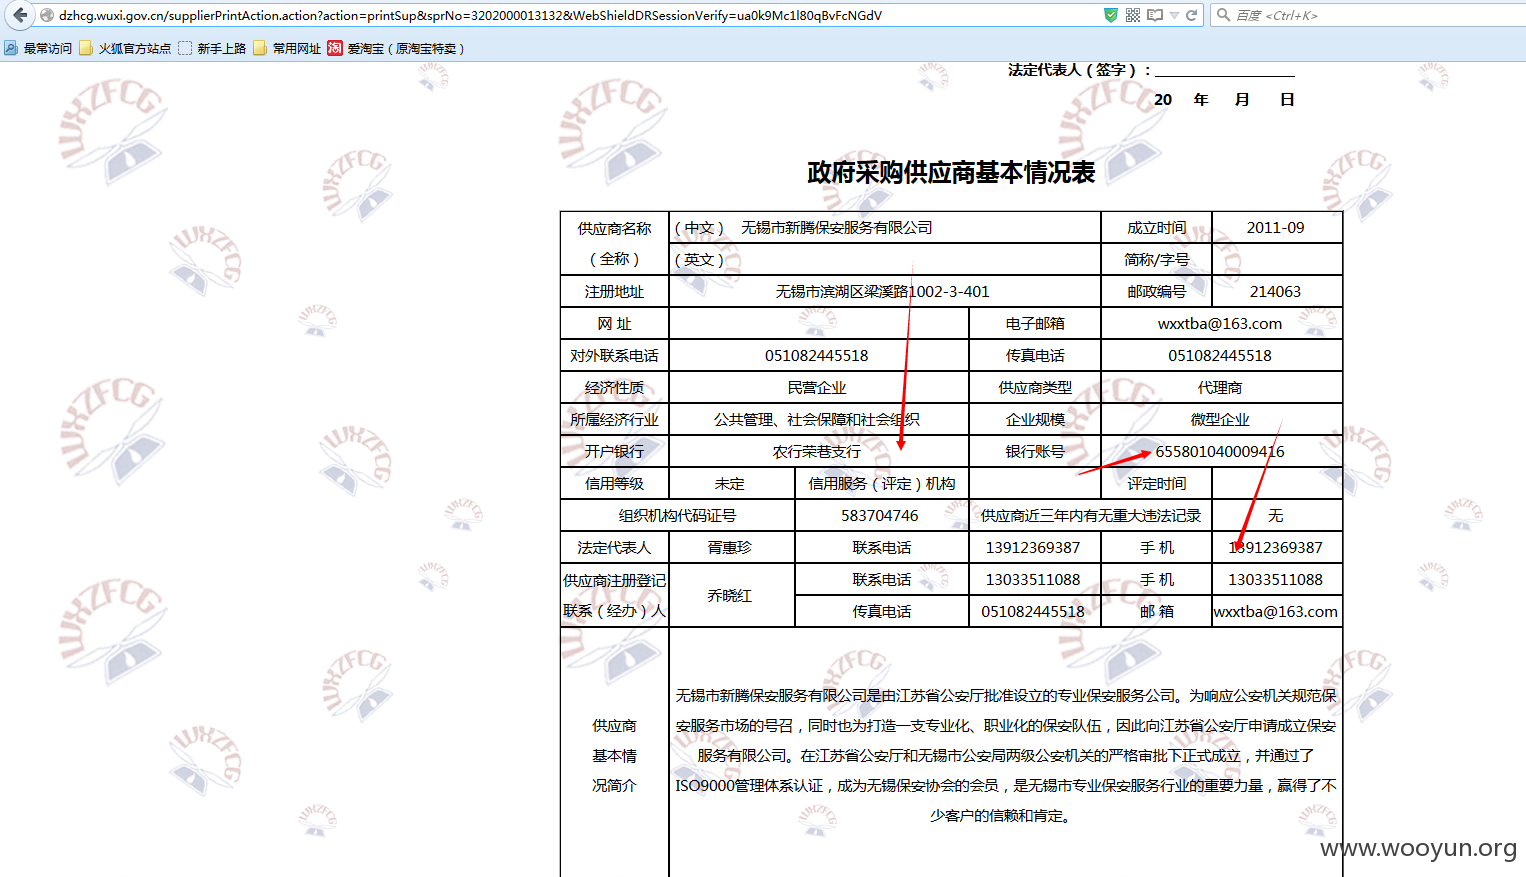 dzhcg.wuxi.gov.cn/supplierPrintAction.action?action=printSup&sprNo=3202000013132&WebShieldDRSessionVerify=ua0k9Mc1l80qBvFcNGdV
百度 <Ctrl+K>
最常访问 火狐官方站点 新手上路 常用网址 淘 爱淘宝（原淘宝特卖）
法定代表人（签字）：
20 年 月 日
政府采购供应商基本情况表
供应商名称（全称） （中文） 无锡市新腾保安服务有限公司 成立时间 2011-09
（英文） 简称/字号
注册地址 无锡市滨湖区梁溪路1002-3-401 邮政编号 214063
网 址 电子邮箱 wxxtba@163.com
对外联系电话 051082445518 传真电话 051082445518
经济性质 民营企业 供应商类型 代理商
所属经济行业 公共管理、社会保障和社会组织 企业规模 微型企业
开户银行 农行荣巷支行 银行账号 655801040009416
信用等级 未定 信用服务（评定）机构 评定时间
组织机构代码证号 583704746 供应商近三年内有无重大违法记录 无
法定代表人 胥惠珍 联系电话 13912369387 手 机 13912369387
供应商注册登记联系（经办）人 乔晓红 联系电话 13033511088 手 机 13033511088
传真电话 051082445518 邮 箱 wxxtba@163.com
供应商
基本情
况简介
无锡市新腾保安服务有限公司是由江苏省公安厅批准设立的专业保安服务公司。为响应公安机关规范保
安服务市场的号召，同时也为打造一支专业化、职业化的保安队伍，因此向江苏省公安厅申请成立保安
服务有限公司。在江苏省公安厅和无锡市公安局两级公安机关的严格审批下正式成立，并通过了
ISO9000管理体系认证，成为无锡保安协会的会员，是无锡市专业保安服务行业的重要力量，赢得了不
少客户的信赖和肯定。
WXZFCG
www.wooyun.org